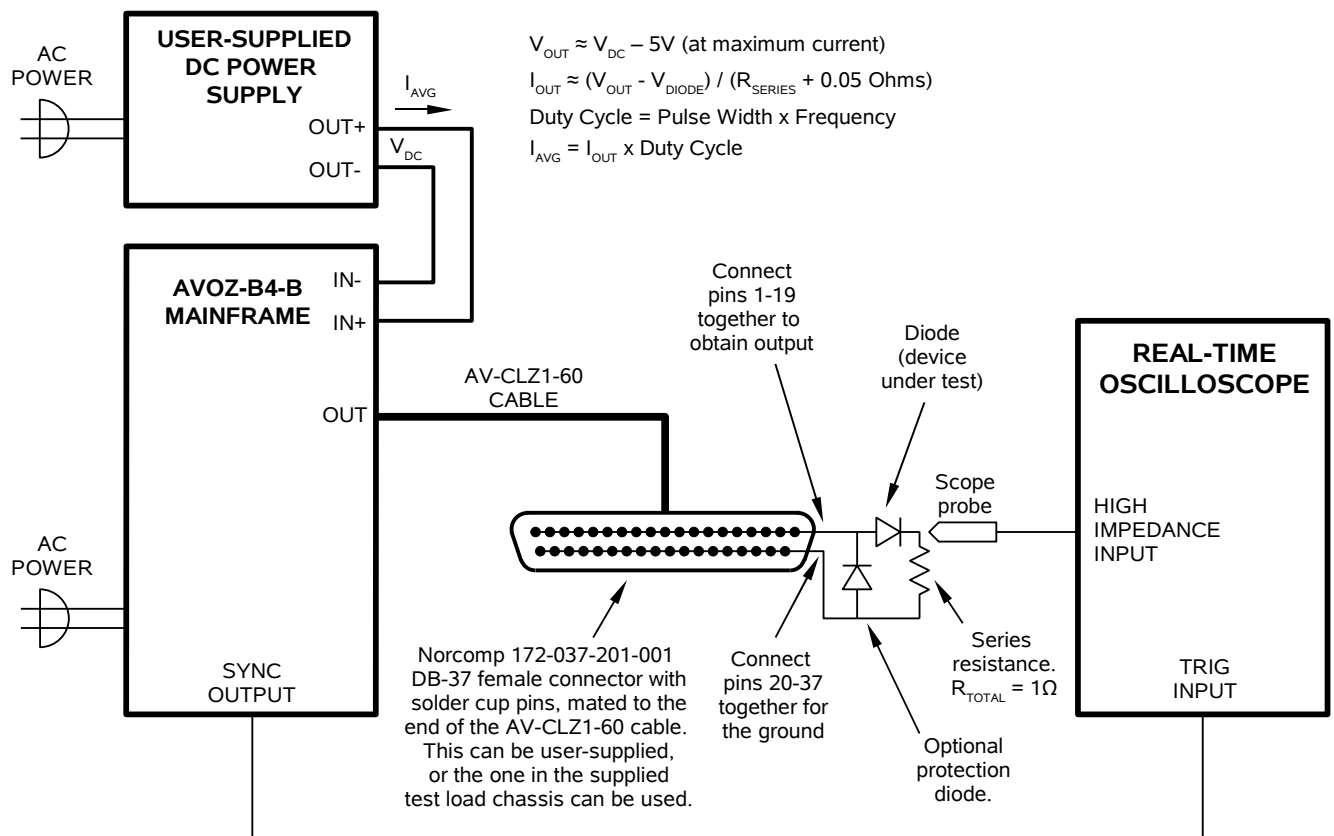 AC
POWER
USER-SUPPLIED
DC POWER
SUPPLY
OUT+
OUT-
I_AVG
V_DC
V_OUT ≈ V_DC – 5V (at maximum current)
I_OUT ≈ (V_OUT - V_DIODE) / (R_SERIES + 0.05 Ohms)
Duty Cycle = Pulse Width x Frequency
I_AVG = I_OUT x Duty Cycle
AVOZ-B4-B
MAINFRAME
IN-
IN+
OUT
AC
POWER
SYNC
OUTPUT
AV-CLZ1-60
CABLE
Connect
pins 1-19
together to
obtain output
Diode
(device
under test)
Scope
probe
REAL-TIME
OSCILLOSCOPE
HIGH
IMPEDANCE
INPUT
TRIG
INPUT
Norcomp 172-037-201-001
DB-37 female connector with
solder cup pins, mated to the
end of the AV-CLZ1-60 cable.
This can be user-supplied,
or the one in the supplied
test load chassis can be used.
Connect
pins 20-37
together for
the ground
Optional
protection
diode.
Series
resistance.
R_TOTAL = 1Ω